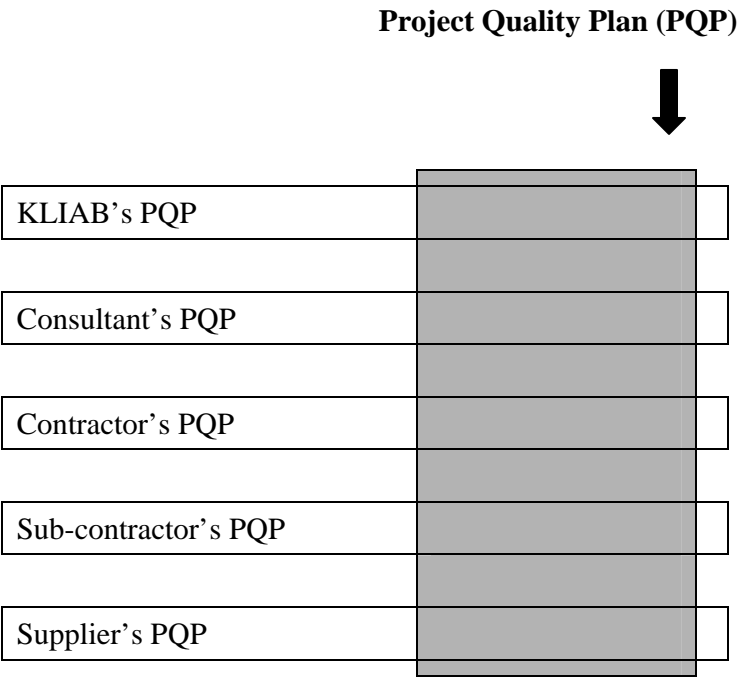 Project Quality Plan (PQP)
KLIAB’s PQP
Consultant’s PQP
Contractor’s PQP
Sub-contractor’s PQP
Supplier’s PQP